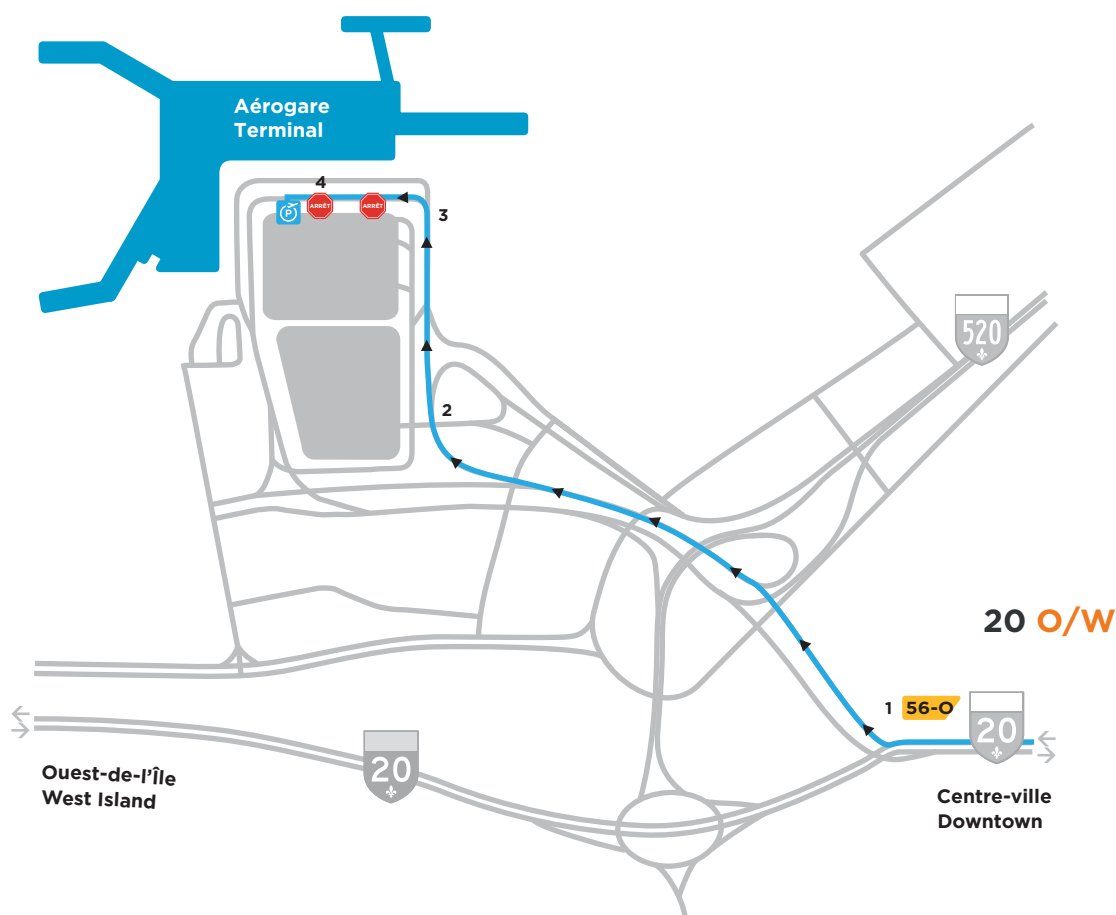 Aérogare
Terminal
4
P
ARRÊT
ARRÊT
3
520
2
20 O/W
1
56-O
20
20
Ouest-de-l'Île
West Island
Centre-ville
Downtown